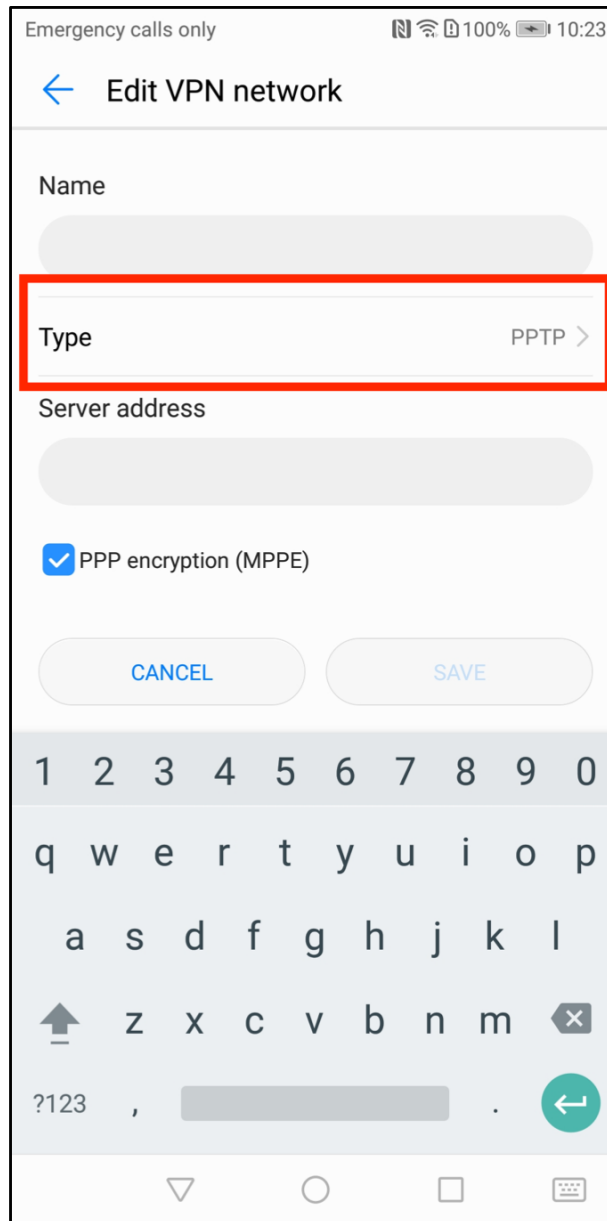 Emergency calls only 100% 10:23
Edit VPN network
Name
Type PPTP
Server address
PPP encryption (MPPE)
CANCEL SAVE
1 2 3 4 5 6 7 8 9 0
q w e r t y u i o p
a s d f g h j k l
z x c v b n m
?123 , .